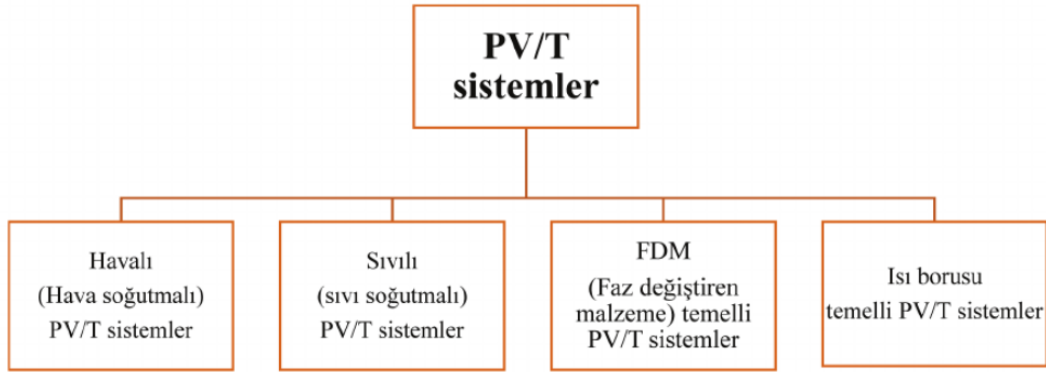 PV/T
sistemler
Havalı
(Hava soğutmalı)
PV/T sistemler
Sıvılı
(sıvı soğutmalı)
PV/T sistemler
FDM
(Faz değiştiren
malzeme) temelli
PV/T sistemler
Isı borusu
temelli PV/T sistemler